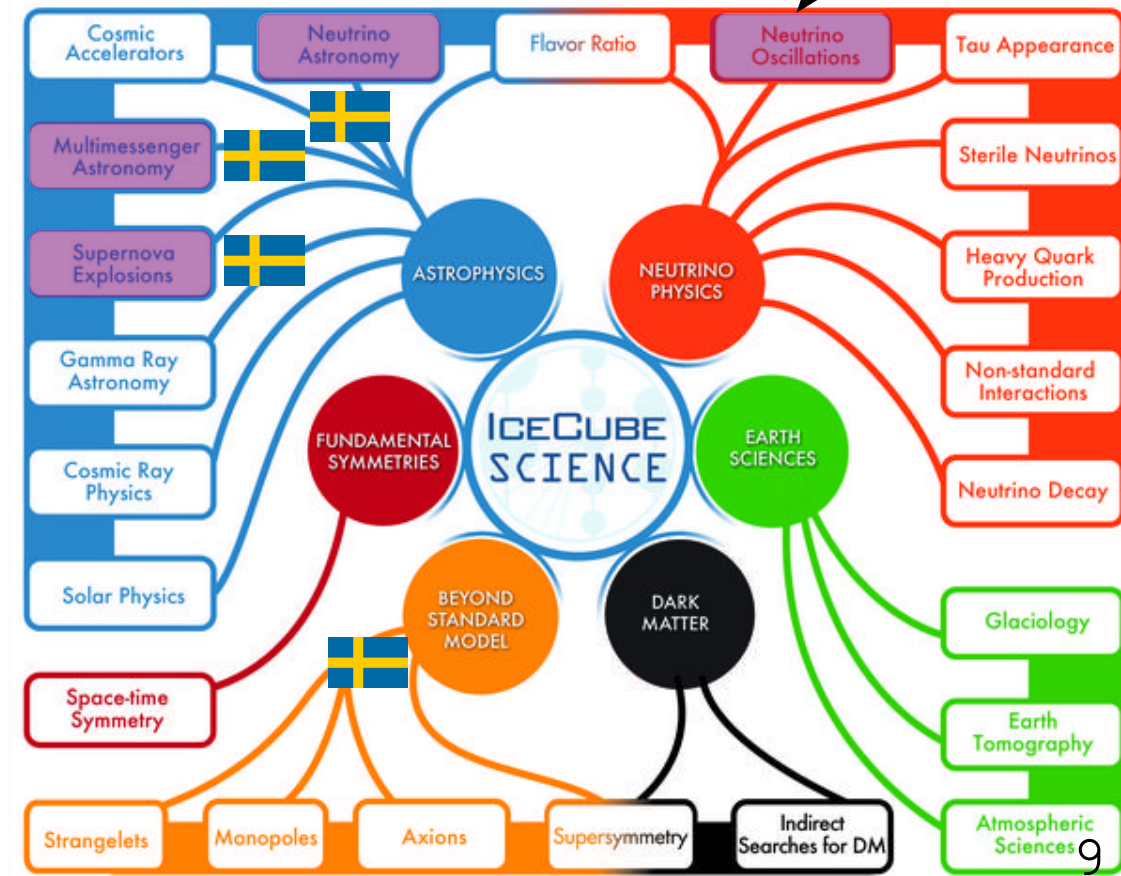 Cosmic
Accelerators
Neutrino
Astronomy
Flavor Ratio
Neutrino
Oscillations
Tau Appearance
Multimessenger
Astronomy
Sterile Neutrinos
Supernova
Explosions
ASTROPHYSICS
NEUTRINO
PHYSICS
Heavy Quark
Production
Gamma Ray
Astronomy
Non-standard
Interactions
FUNDAMENTAL
SYMMETRIES
ICECUBE
SCIENCE
EARTH
SCIENCES
Cosmic Ray
Physics
Neutrino Decay
Solar Physics
BEYOND
STANDARD
MODEL
DARK
MATTER
Glaciology
Space-time
Symmetry
Earth
Tomography
Strangelets
Monopoles
Axions
Supersymmetry
Indirect
Searches for DM
Atmospheric
Sciences
9